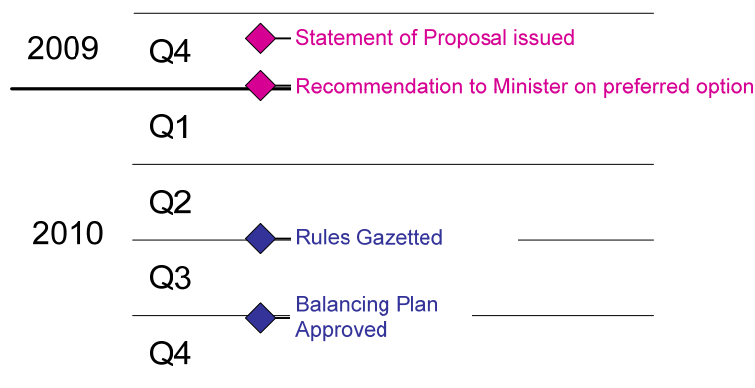 2009
Q4
Statement of Proposal issued
Recommendation to Minister on preferred option
Q1
Q2
2010
Rules Gazetted
Q3
Balancing Plan
Approved
Q4